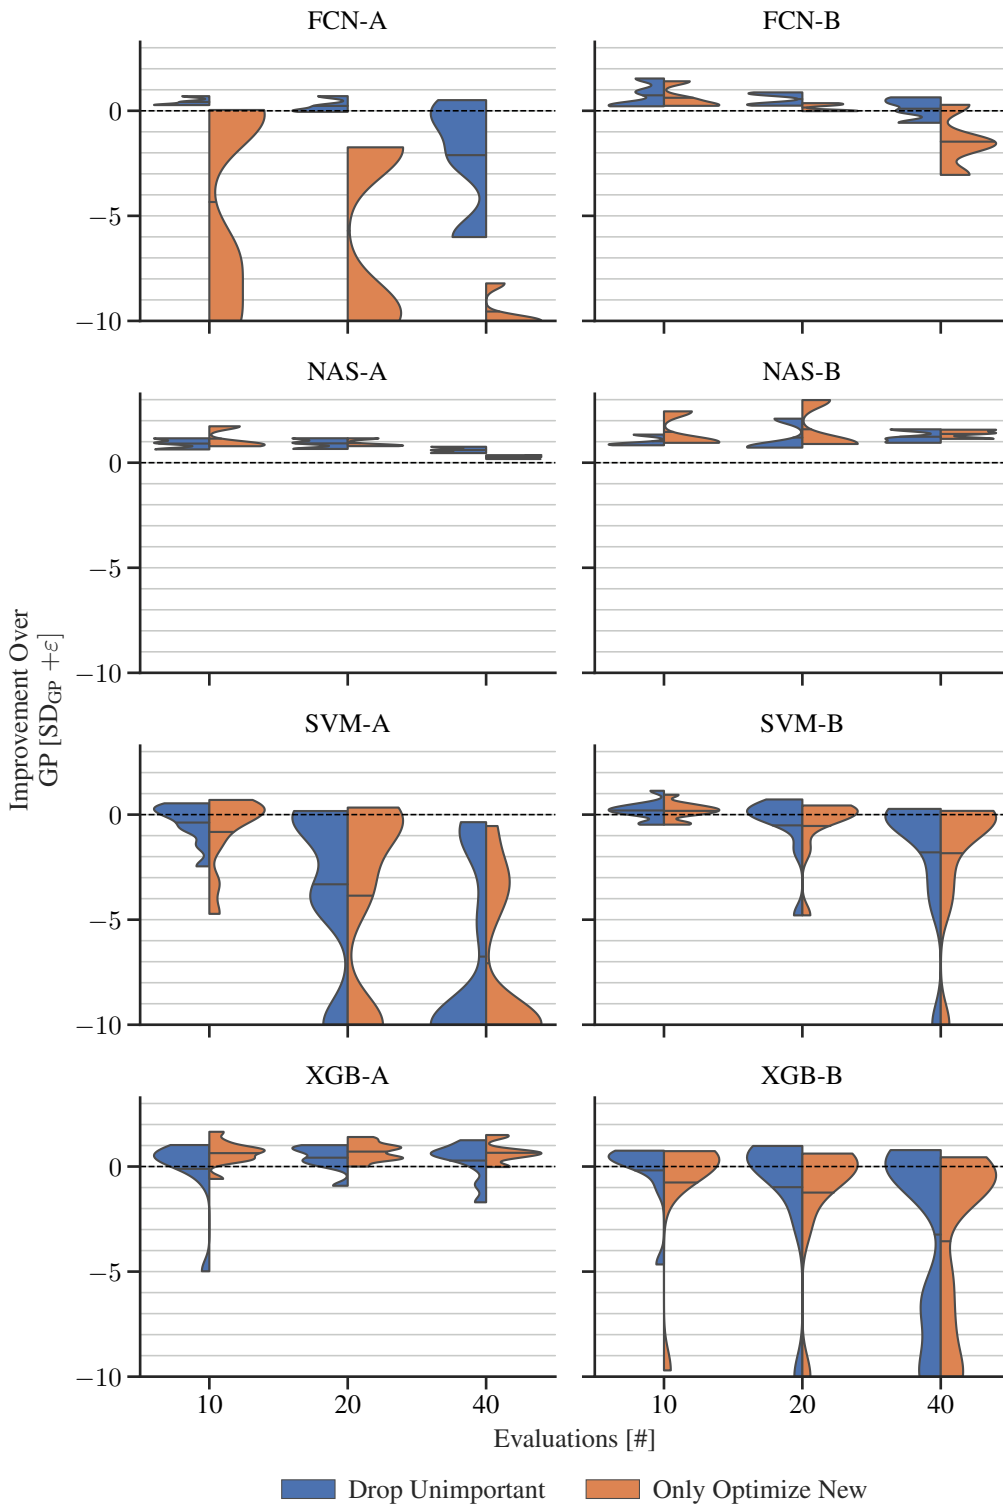 FCN-A
FCN-B
0
−5
−10
NAS-A
NAS-B
0
−5
−10
Improvement Over
GP [SD_GP +ε]
SVM-A
SVM-B
0
−5
−10
XGB-A
XGB-B
0
−5
−10
10 20 40 10 20 40
Evaluations [#]
Drop Unimportant Only Optimize New